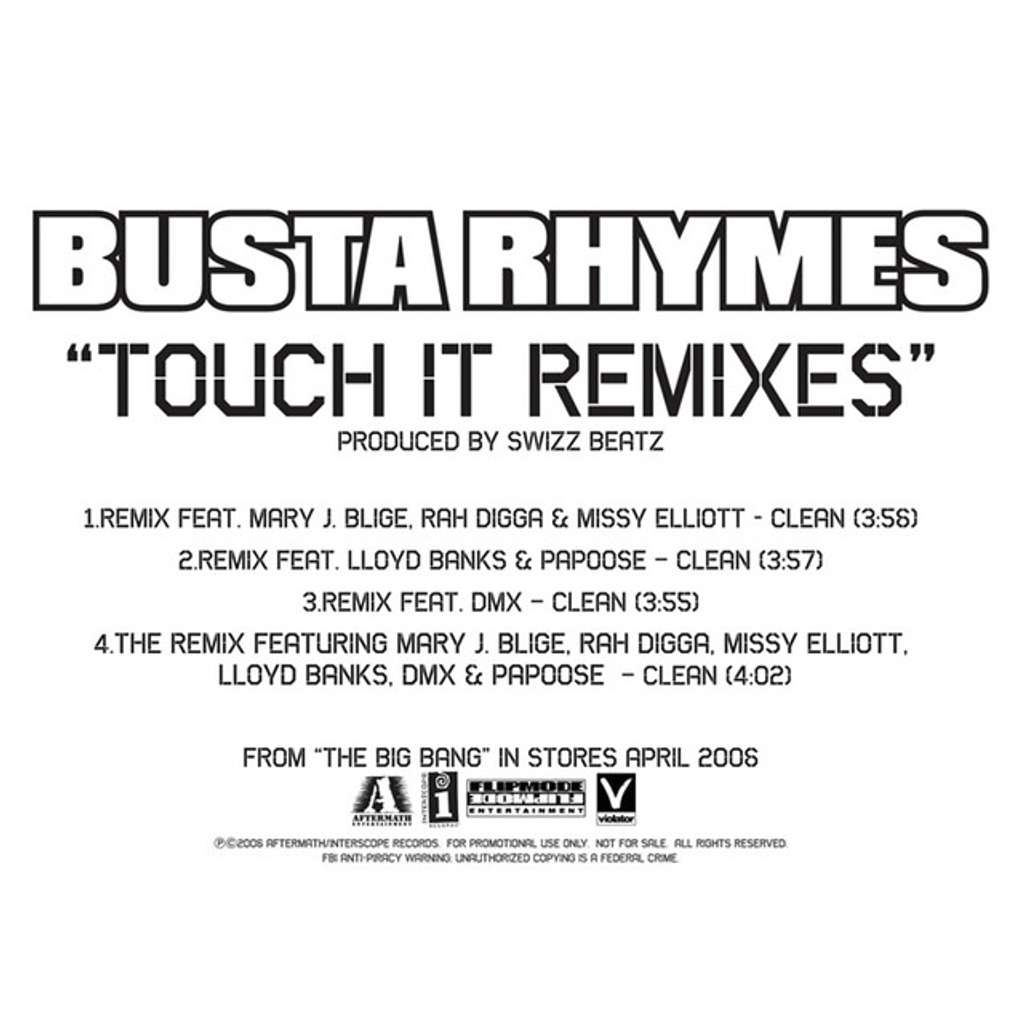 BUSTA RHYMES
“TOUCH IT REMIXES”
PRODUCED BY SWIZZ BEATZ
1.REMIX FEAT. MARY J. BLIGE, RAH DIGGA & MISSY ELLIOTT - CLEAN (3:56)
2.REMIX FEAT. LLOYD BANKS & PAPOOSE – CLEAN (3:57)
3.REMIX FEAT. DMX – CLEAN (3:55)
4.THE REMIX FEATURING MARY J. BLIGE, RAH DIGGA, MISSY ELLIOTT,
LLOYD BANKS, DMX & PAPOOSE – CLEAN (4:02)
FROM “THE BIG BANG” IN STORES APRIL 2006
A AFTERMATH ENTERTAINMENT
INTERSCOPE i RECORDS
FLIPMODE ENTERTAINMENT
V violator
℗©2006 AFTERMATH/INTERSCOPE RECORDS. FOR PROMOTIONAL USE ONLY. NOT FOR SALE. ALL RIGHTS RESERVED.
FBI ANTI-PIRACY WARNING: UNAUTHORIZED COPYING IS A FEDERAL CRIME.